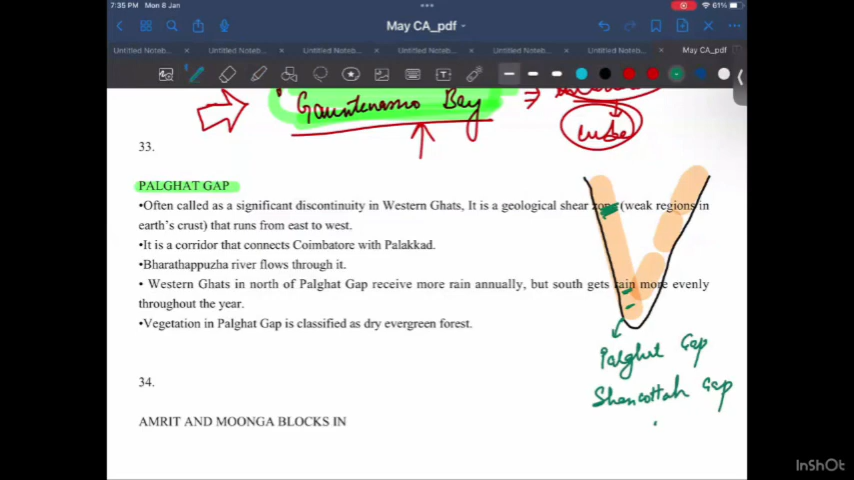 7:35 PM Mon 8 Jan
61%
May CA_pdf
Untitled Noteb...
Untitled Noteb...
Untitled Noteb...
Untitled Noteb...
Untitled Noteb...
Untitled Noteb...
May CA_pdf
Bay
33.
PALGHAT GAP
•Often called as a significant discontinuity in Western Ghats, It is a geological shear zone (weak regions in
earth's crust) that runs from east to west.
•It is a corridor that connects Coimbatore with Palakkad.
•Bharathappuzha river flows through it.
• Western Ghats in north of Palghat Gap receive more rain annually, but south gets rain more evenly
throughout the year.
•Vegetation in Palghat Gap is classified as dry evergreen forest.
Palghat Gap
Shencottah Gap
34.
AMRIT AND MOONGA BLOCKS IN
InShOt